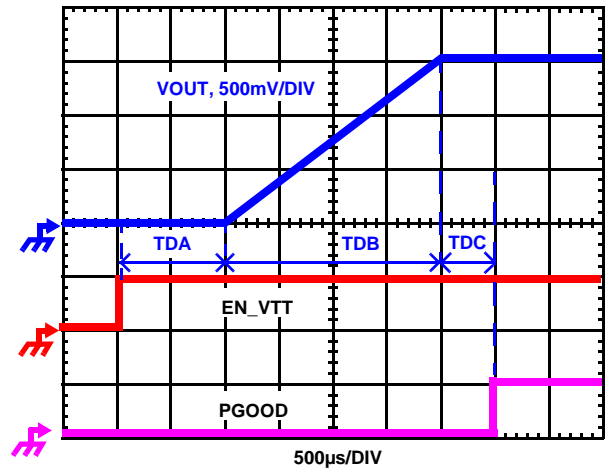 VOUT, 500mV/DIV
TDA
TDB
TDC
EN_VTT
PGOOD
500µs/DIV